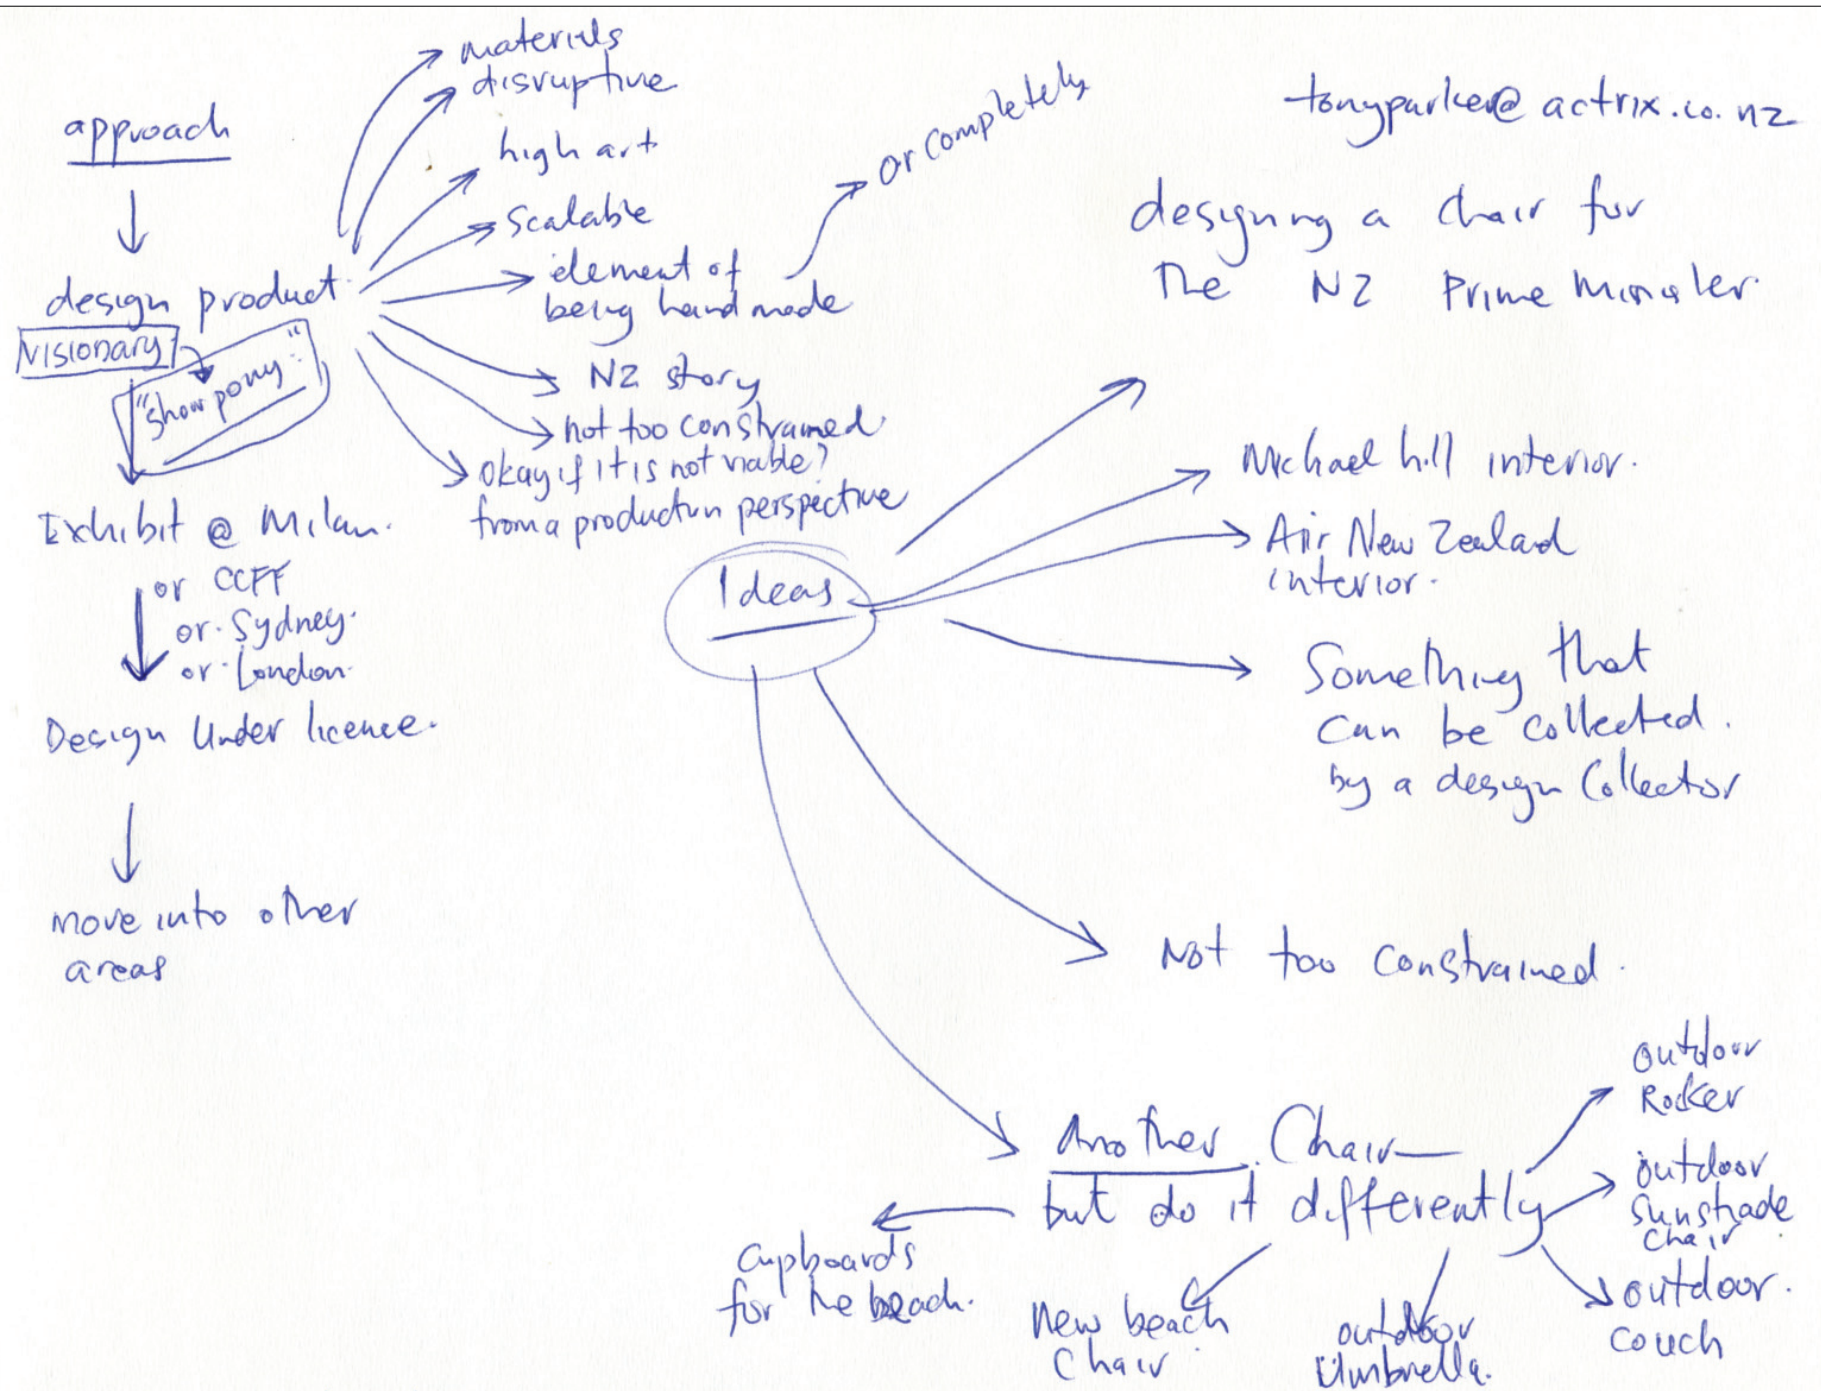 approach
design product
Visionary
"show pony"
Exhibit @ Milan.
or CCFF
or Sydney.
or London.
Design Under licence.
move into other
areas
materials
disruptive
high art
Scalable
element of
being hand made
or completely
NZ story
not too constrained
okay if it is not viable?
from a production perspective
tonyparker@actrix.co.nz
designing a chair for
The NZ Prime Minister.
Ideas
Michael hill interior.
Air New Zealand
interior.
Something that
Can be collected.
by a design Collector
Not too constrained.
Another Chair
but do it differently
outdoor
Rocker
outdoor
Sunshade
chair
outdoor.
couch
outdoor
Umbrella.
New beach
Chair.
Cupboards
for the beach.